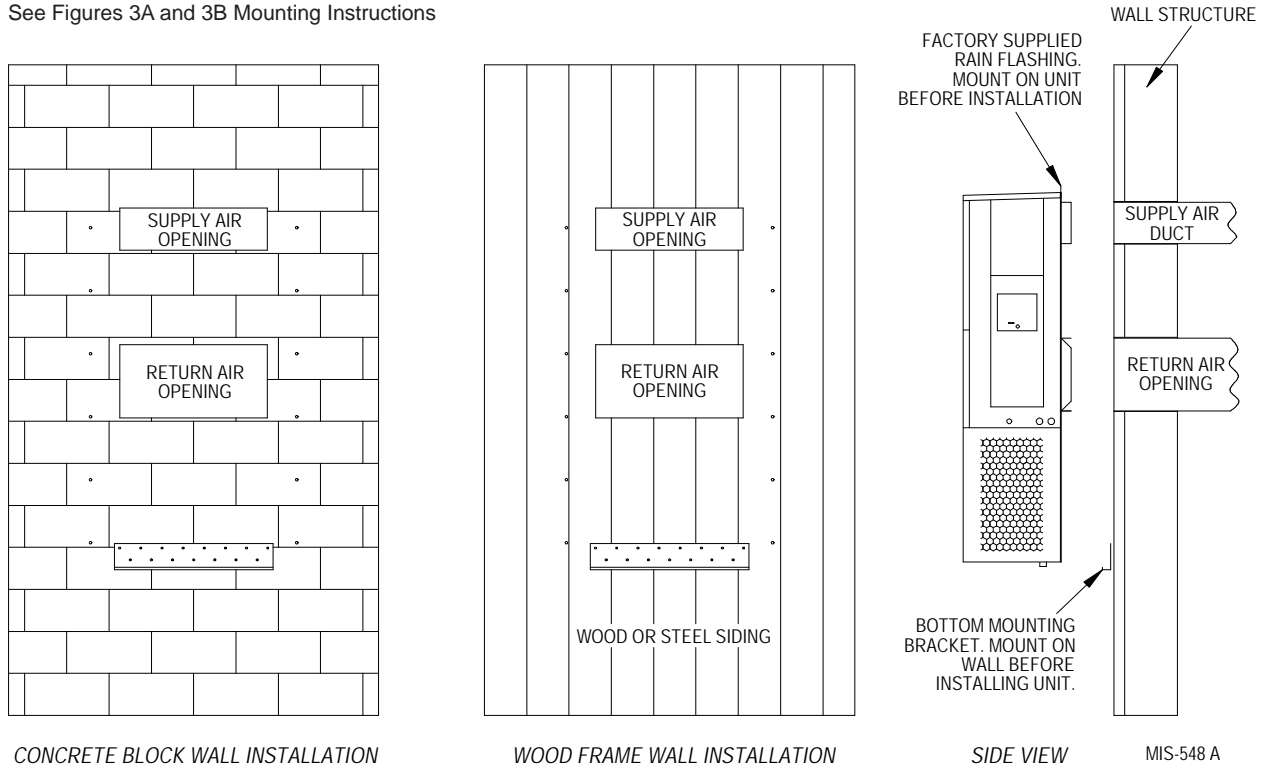 See Figures 3A and 3B Mounting Instructions
WALL STRUCTURE
FACTORY SUPPLIED
RAIN FLASHING.
MOUNT ON UNIT
BEFORE INSTALLATION
SUPPLY AIR
OPENING
RETURN AIR
OPENING
SUPPLY AIR
OPENING
RETURN AIR
OPENING
WOOD OR STEEL SIDING
SUPPLY AIR
DUCT
RETURN AIR
OPENING
BOTTOM MOUNTING
BRACKET. MOUNT ON
WALL BEFORE
INSTALLING UNIT.
CONCRETE BLOCK WALL INSTALLATION
WOOD FRAME WALL INSTALLATION
SIDE VIEW
MIS-548 A